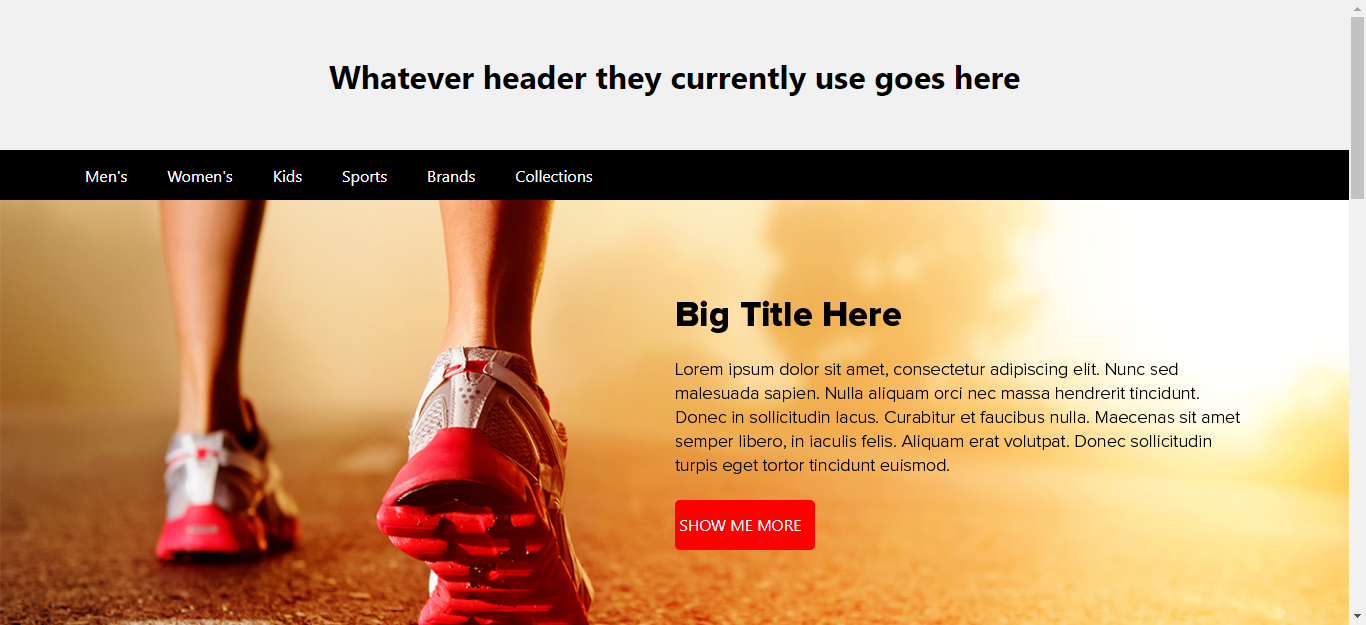 Whatever header they currently use goes here
Men's Women's Kids Sports Brands Collections
Big Title Here
Lorem ipsum dolor sit amet, consectetur adipiscing elit. Nunc sed
malesuada sapien. Nulla aliquam orci nec massa hendrerit tincidunt.
Donec in sollicitudin lacus. Curabitur et faucibus nulla. Maecenas sit amet
semper libero, in iaculis felis. Aliquam erat volutpat. Donec sollicitudin
turpis eget tortor tincidunt euismod.
SHOW ME MORE